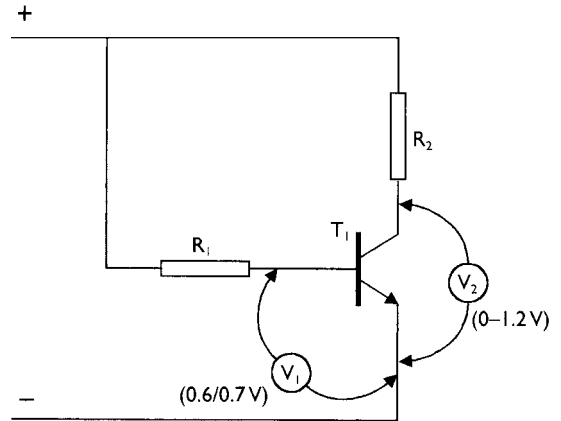 +
R₂
T₁
R₁
V₂
(0–1.2 V)
V₁
(0.6/0.7 V)
–